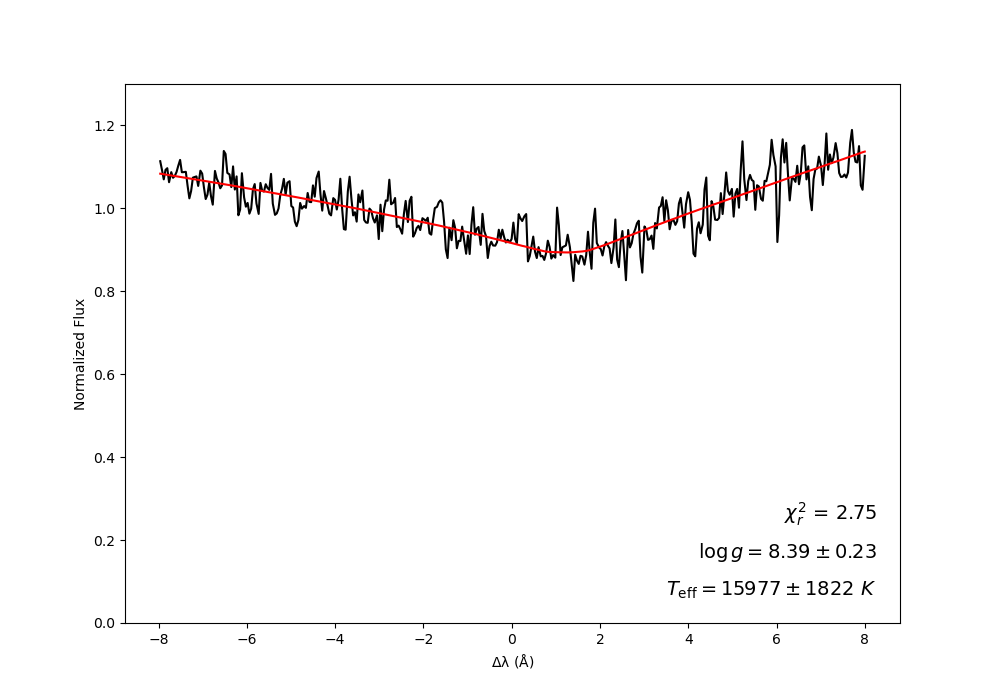 1.2
1.0
0.8
0.6
0.4
0.2
0.0
Normalized Flux
χ²ᵣ = 2.75
log g = 8.39 ± 0.23
T_eff = 15977 ± 1822 K
−8 −6 −4 −2 0 2 4 6 8
Δλ (Å)